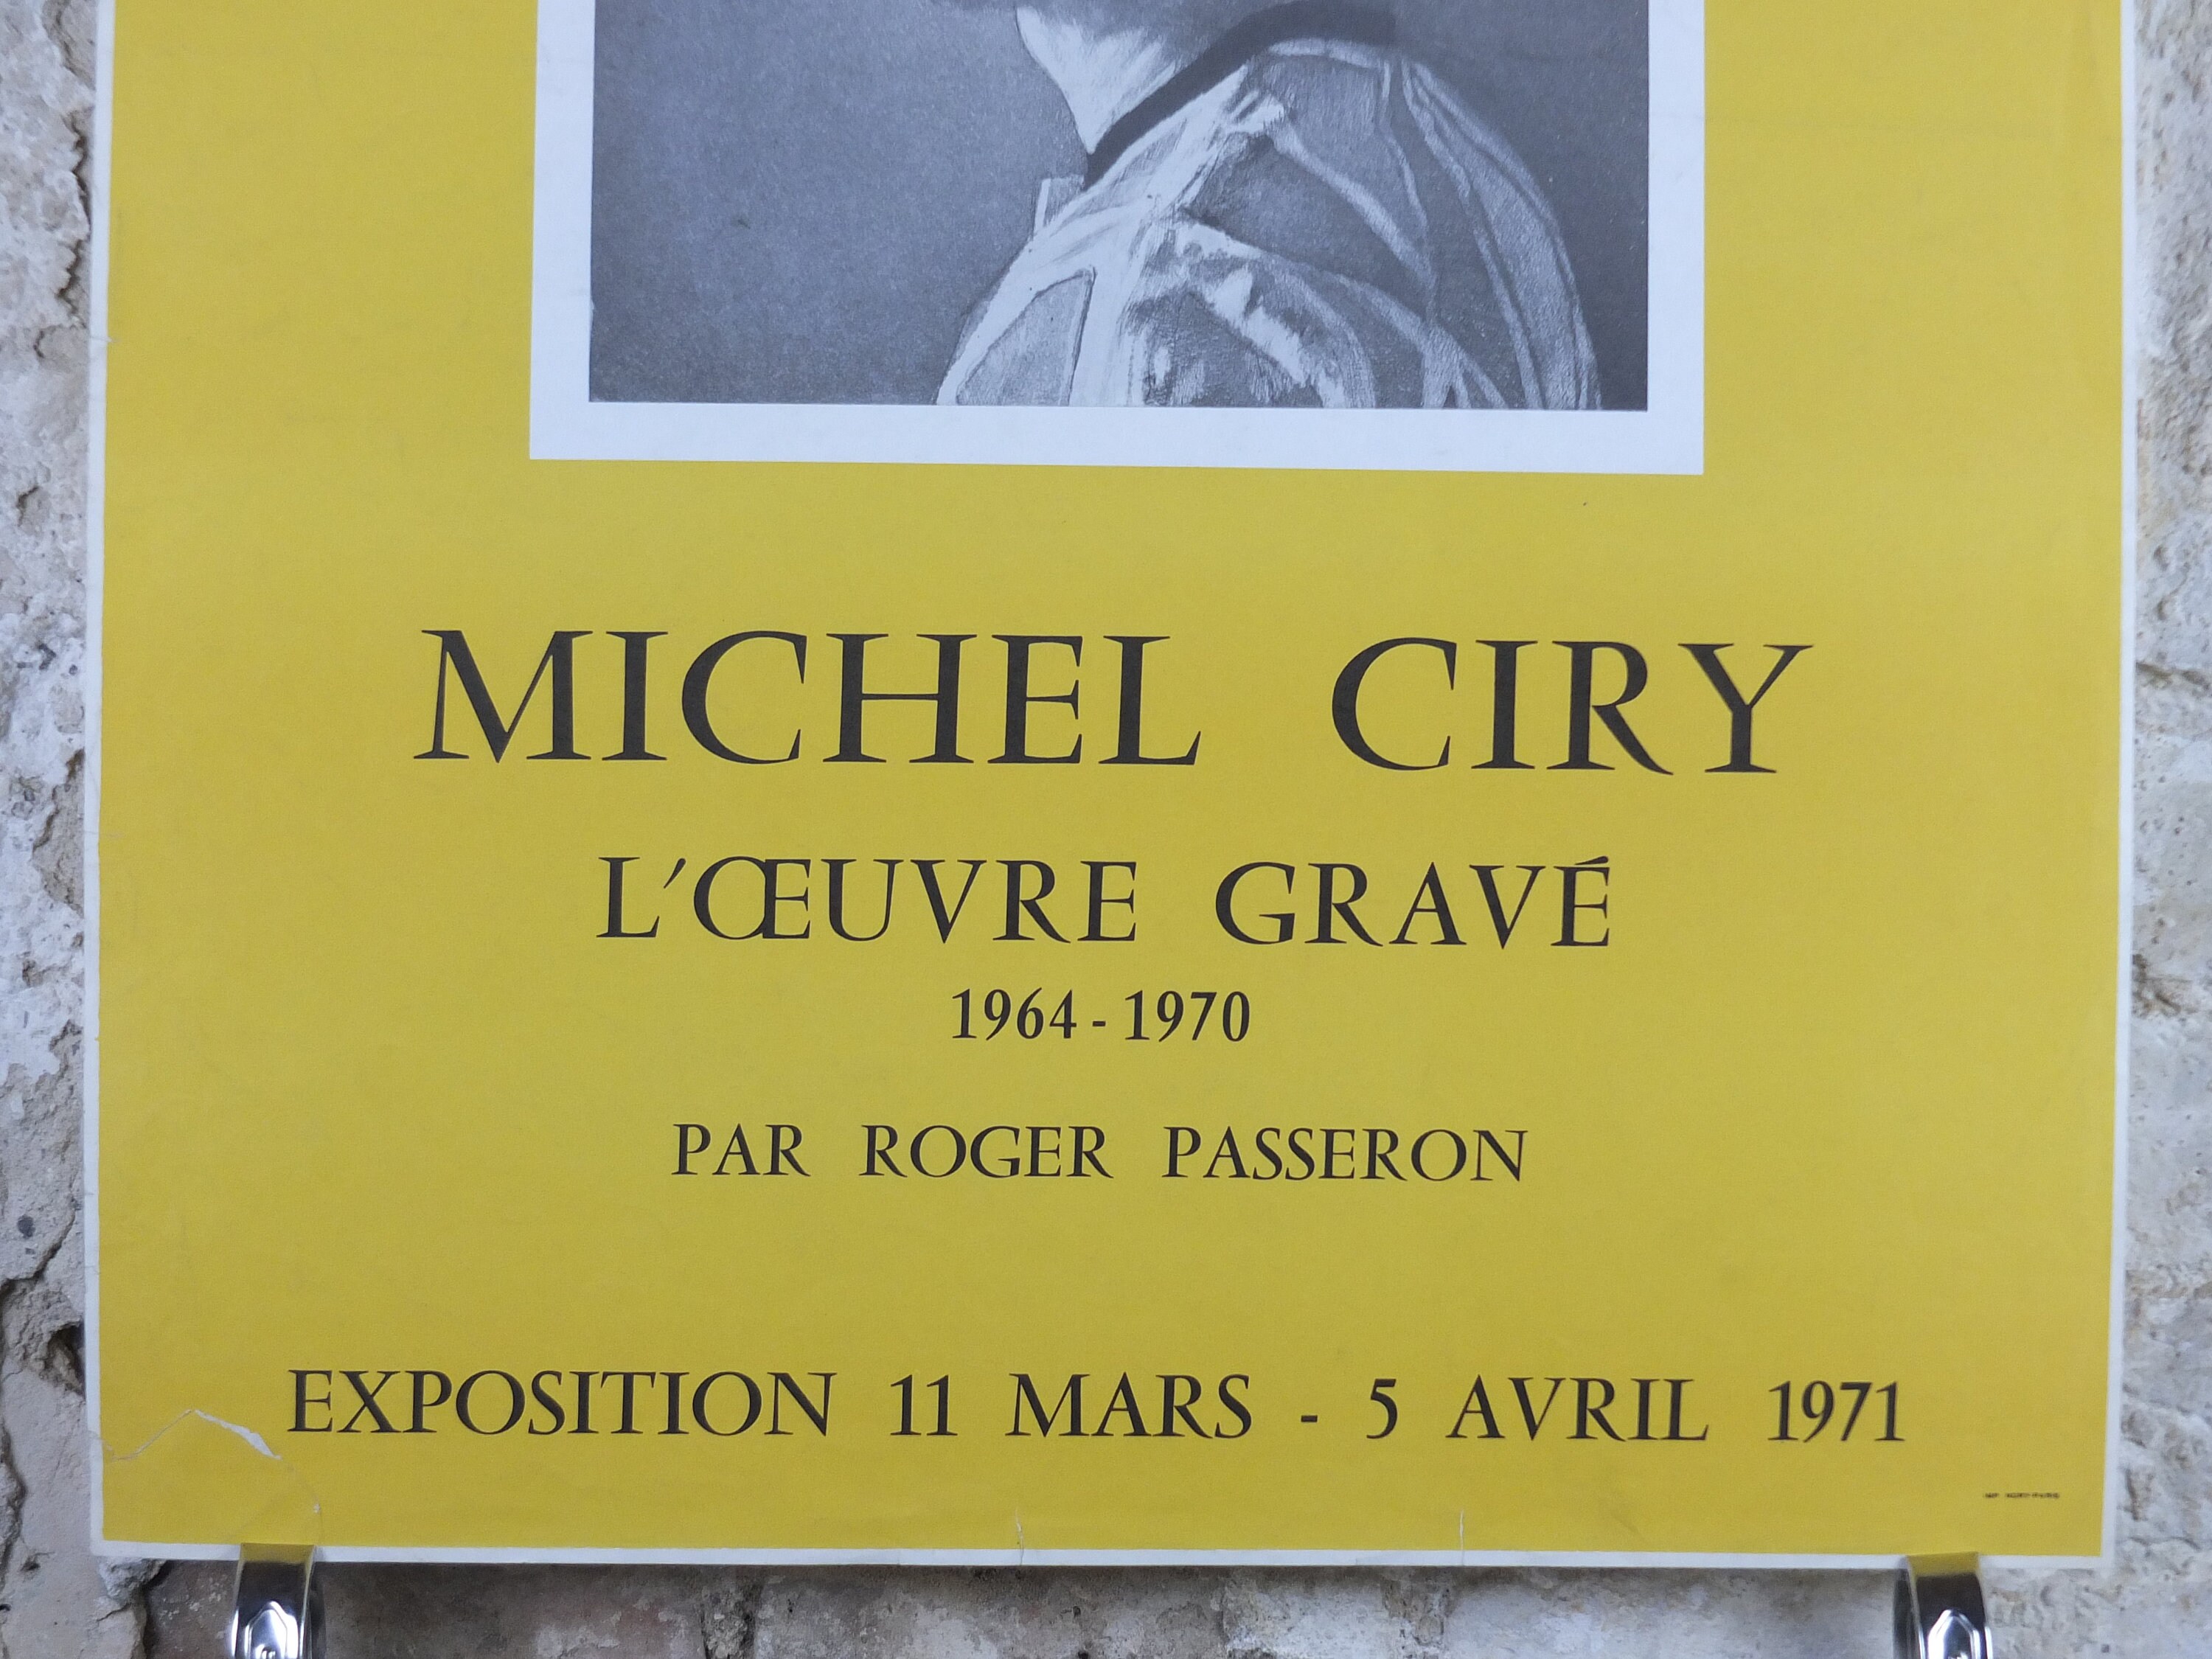 MICHEL CIRY
L'ŒUVRE GRAVÉ
1964 - 1970
PAR ROGER PASSERON
EXPOSITION 11 MARS - 5 AVRIL 1971